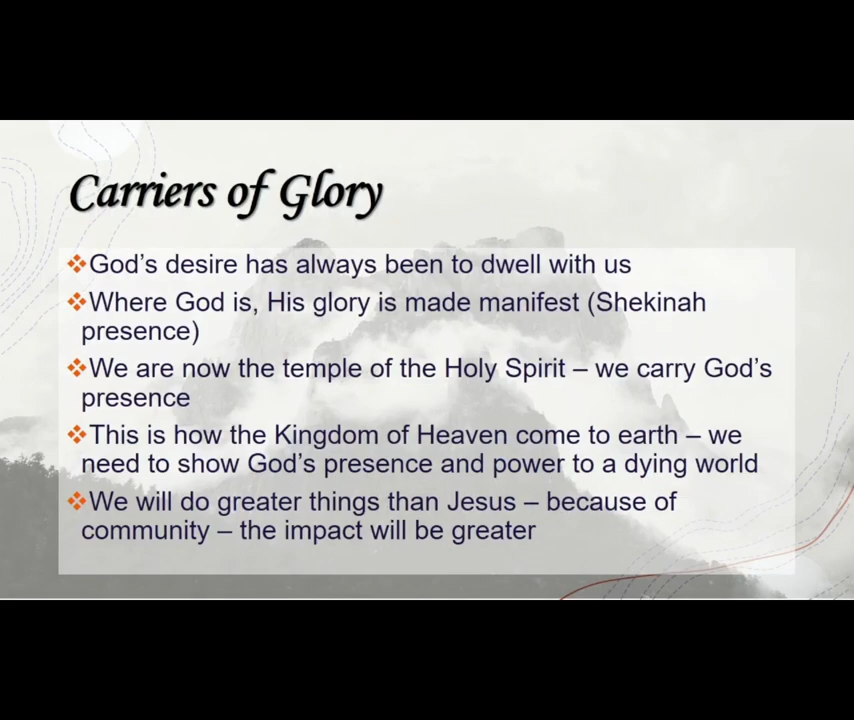 Carriers of Glory
❖God's desire has always been to dwell with us
❖Where God is, His glory is made manifest (Shekinah
presence)
❖We are now the temple of the Holy Spirit – we carry God's
presence
❖This is how the Kingdom of Heaven come to earth – we
need to show God's presence and power to a dying world
❖We will do greater things than Jesus – because of
community – the impact will be greater